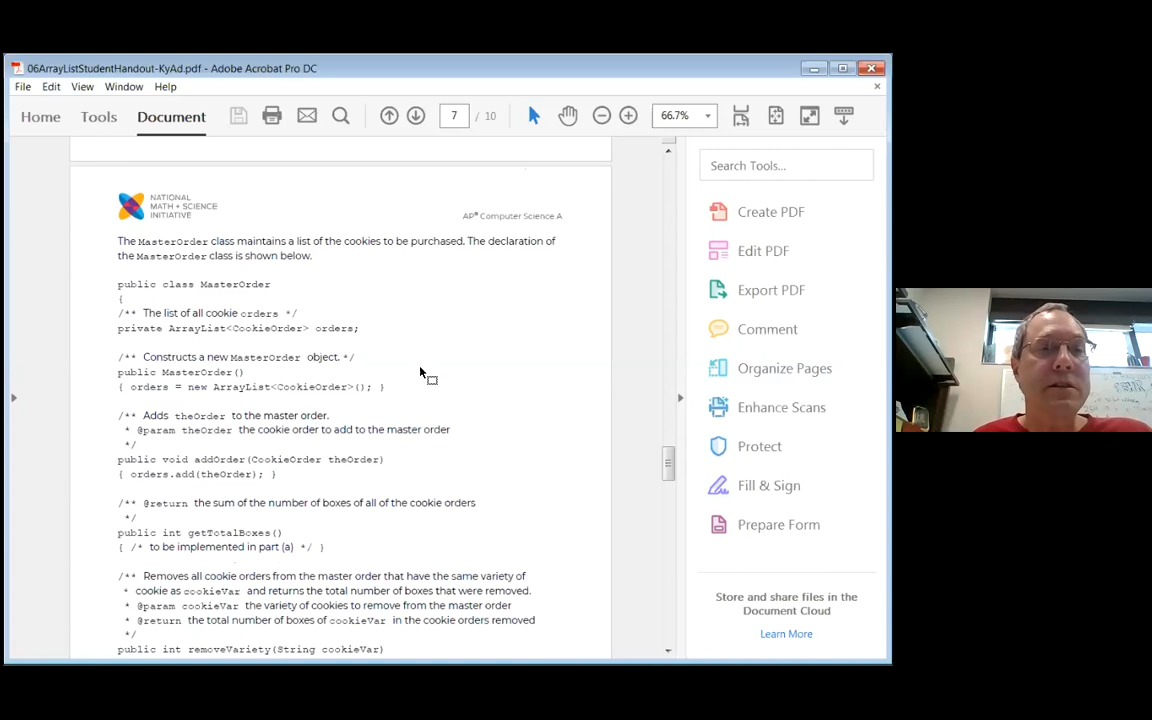 06ArrayListStudentHandout-KyAd.pdf - Adobe Acrobat Pro DC
File Edit View Window Help
Home Tools Document 7 / 10 66.7%
NATIONAL
MATH + SCIENCE
INITIATIVE
AP® Computer Science A
The MasterOrder class maintains a list of the cookies to be purchased. The declaration of
the MasterOrder class is shown below.
public class MasterOrder
{
/** The list of all cookie orders */
private ArrayList<CookieOrder> orders;
/** Constructs a new MasterOrder object. */
public MasterOrder()
{ orders = new ArrayList<CookieOrder>(); }
/** Adds theOrder to the master order.
* @param theOrder the cookie order to add to the master order
*/
public void addOrder(CookieOrder theOrder)
{ orders.add(theOrder); }
/** @return the sum of the number of boxes of all of the cookie orders
*/
public int getTotalBoxes()
{ /* to be implemented in part (a) */ }
/** Removes all cookie orders from the master order that have the same variety of
* cookie as cookieVar and returns the total number of boxes that were removed.
* @param cookieVar the variety of cookies to remove from the master order
* @return the total number of boxes of cookieVar in the cookie orders removed
*/
public int removeVariety(String cookieVar)
Search Tools...
Create PDF
Edit PDF
Export PDF
Comment
Organize Pages
Enhance Scans
Protect
Fill & Sign
Prepare Form
Store and share files in the
Document Cloud
Learn More